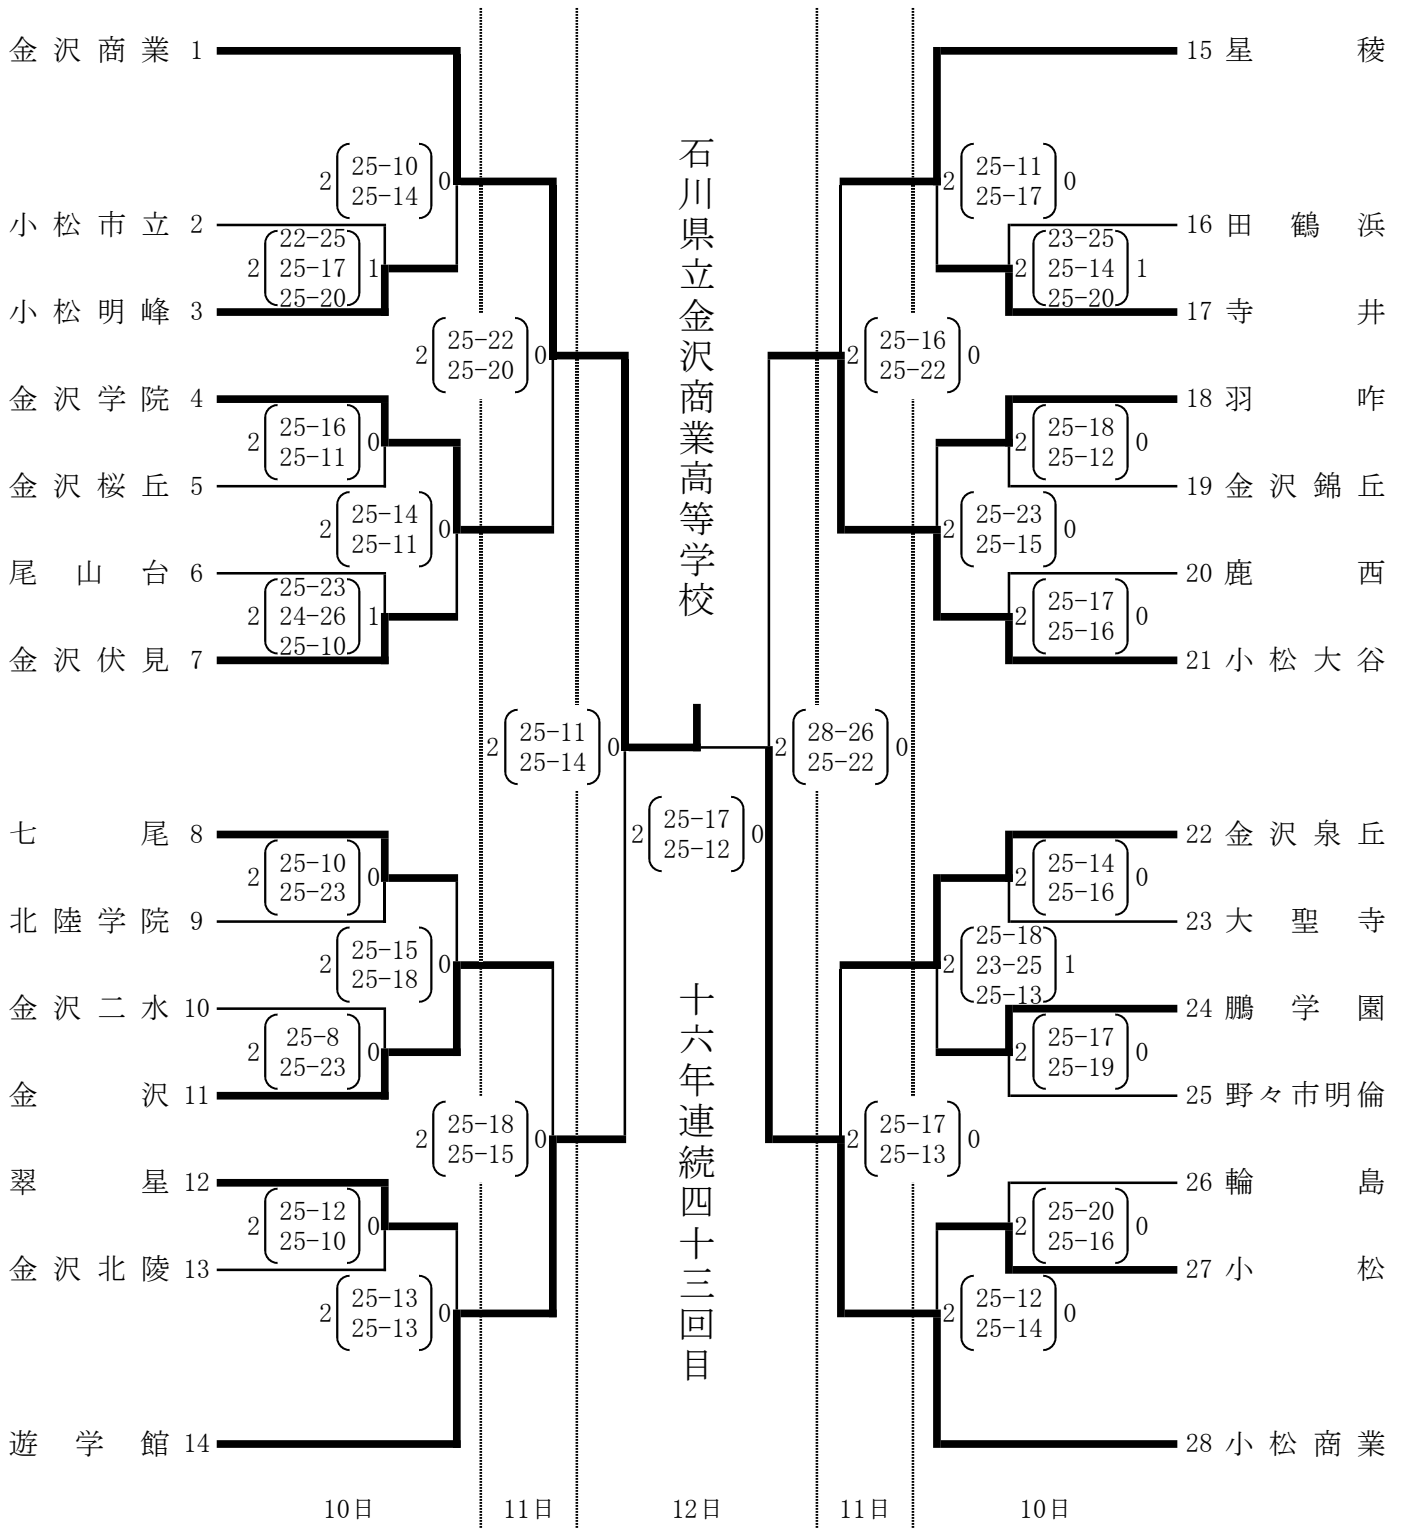 金沢商業 1
2 25-10 0
25-14
小松市立 2
22-25
2 25-17 1
25-20
小松明峰 3
2 25-22 0
25-20
金沢学院 4
2 25-16 0
25-11
金沢桜丘 5
2 25-14 0
25-11
尾山台 6
25-23
2 24-26 1
25-10
金沢伏見 7
2 25-11 0
25-14
七尾 8
2 25-10 0
25-23
北陸学院 9
2 25-15 0
25-18
金沢二水 10
2 25-8 0
25-23
金沢 11
2 25-18 0
25-15
翠星 12
2 25-12 0
25-10
金沢北陵 13
2 25-13 0
25-13
遊学館 14
石川県立金沢商業高等学校
2 25-17 0
25-12
十六年連続四十三回目
15 星稜
2 25-11 0
25-17
16 田鶴浜
23-25
2 25-14 1
25-20
17 寺井
2 25-16 0
25-22
18 羽咋
2 25-18 0
25-12
19 金沢錦丘
2 25-23 0
25-15
20 鹿西
2 25-17 0
25-16
21 小松大谷
2 28-26 0
25-22
22 金沢泉丘
2 25-14 0
25-16
23 大聖寺
25-18
2 23-25 1
25-13
24 鵬学園
2 25-17 0
25-19
25 野々市明倫
2 25-17 0
25-13
26 輪島
2 25-20 0
25-16
27 小松
2 25-12 0
25-14
28 小松商業
10日 11日 12日 11日 10日